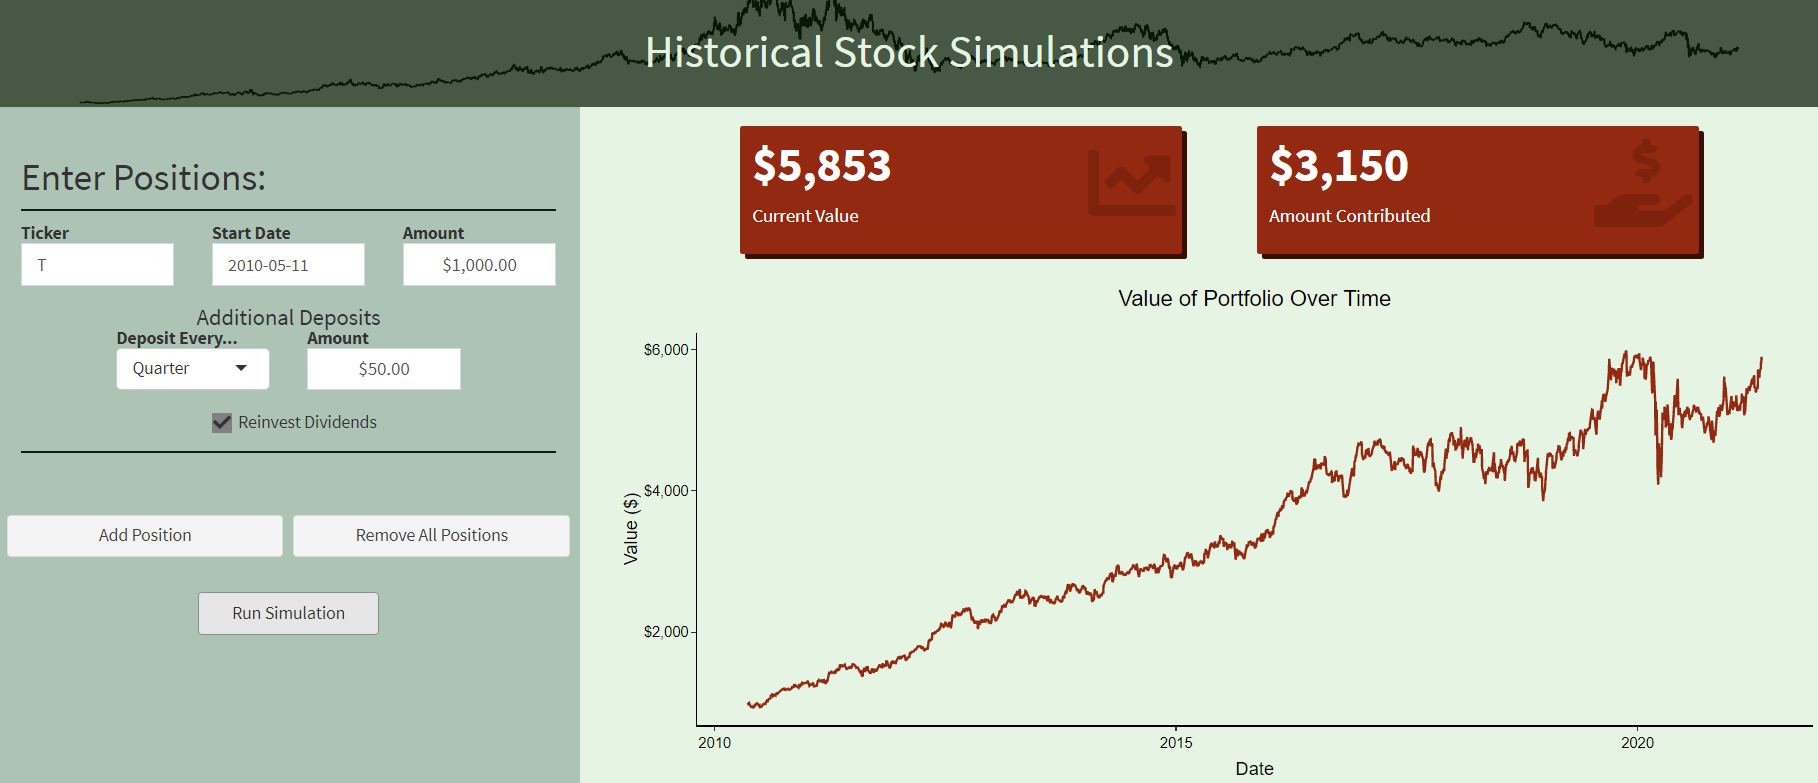 Historical Stock Simulations
Enter Positions:
Ticker
Start Date
Amount
T
2010-05-11
$1,000.00
Additional Deposits
Deposit Every...
Amount
Quarter
$50.00
Reinvest Dividends
Add Position
Remove All Positions
Run Simulation
$5,853
Current Value
$3,150
Amount Contributed
Value of Portfolio Over Time
$6,000
$4,000
$2,000
Value ($)
2010
2015
2020
Date